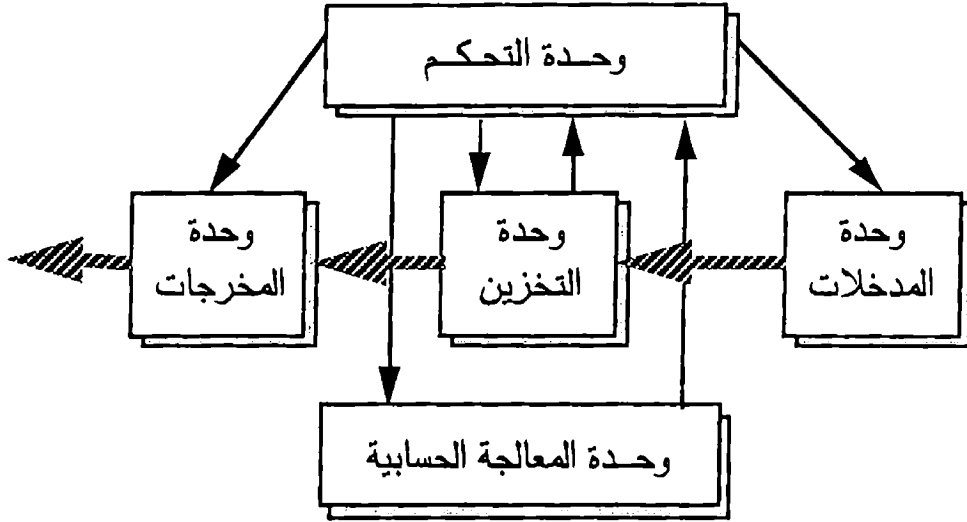 وحدة التحكم
وحدة
المدخلات
وحدة
التخزين
وحدة
المخرجات
وحدة المعالجة الحسابية